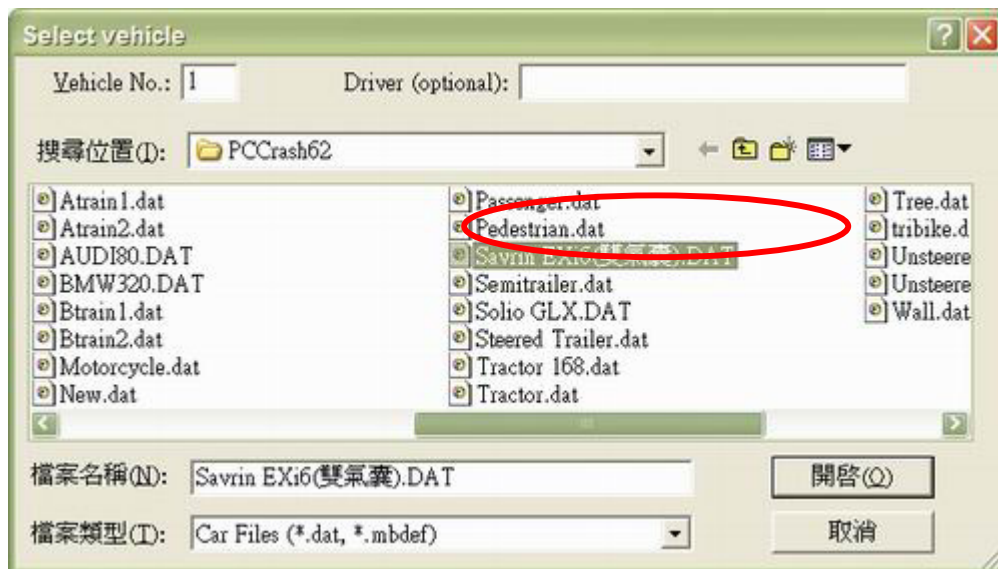 Select vehicle
Vehicle No.: 1 Driver (optional):
搜尋位置(I): PCCrash62
Atrain1.dat
Atrain2.dat
AUDI80.DAT
BMW320.DAT
Btrain1.dat
Btrain2.dat
Motorcycle.dat
New.dat
Passenger.dat
Pedestrian.dat
Savrin EXi6(雙氣囊).DAT
Semitrailer.dat
Solio GLX.DAT
Steered Trailer.dat
Tractor 168.dat
Tractor.dat
Tree.dat
tribike.d
Unsteere
Unsteere
Wall.dat
檔案名稱(N): Savrin EXi6(雙氣囊).DAT
開啓(O)
檔案類型(T): Car Files (*.dat, *.mbdef)
取消